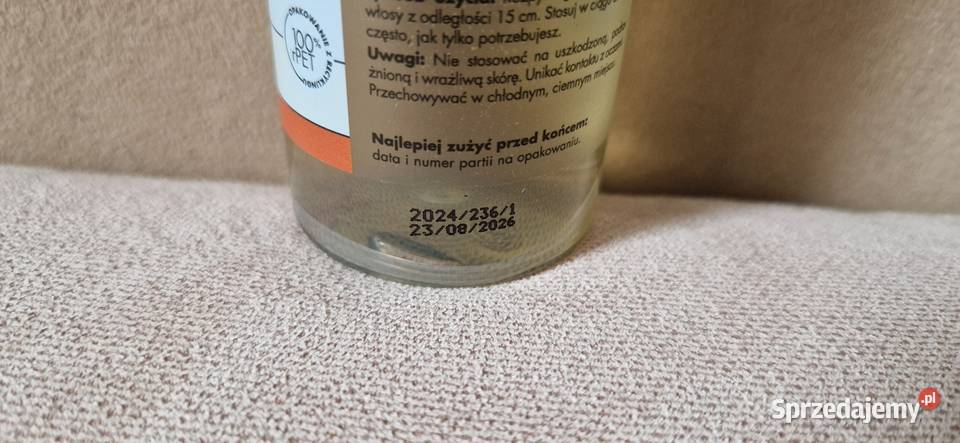 OPAKOWANIE Z RECYKLINGU
100%
rPET
włosy z odległości 15 cm. Stosuj w ciągu
często, jak tylko potrzebujesz.
Uwagi: Nie stosować na uszkodzoną,
żnioną i wrażliwą skórę. Unikać kontaktu z oczami.
Przechowywać w chłodnym, ciemnym miejscu.
Najlepiej zużyć przed końcem:
data i numer partii na opakowaniu.
2024/236/1
23/08/2026
Sprzedajemy.pl